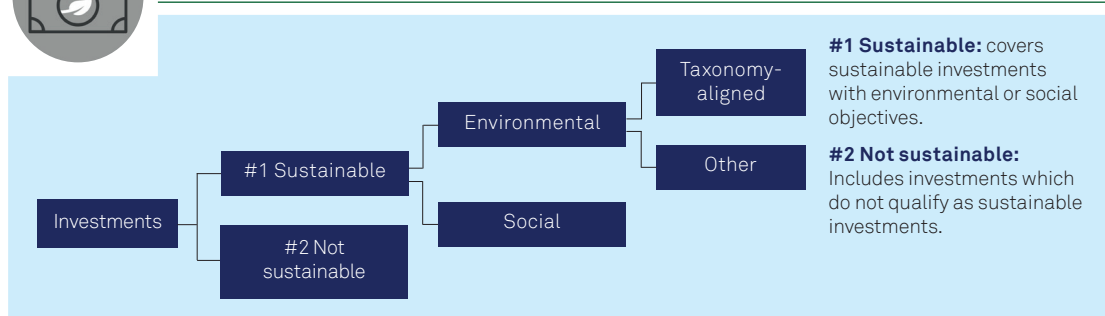 Investments
#1 Sustainable
#2 Not
sustainable
Environmental
Social
Taxonomy-
aligned
Other
#1 Sustainable: covers
sustainable investments
with environmental or social
objectives.
#2 Not sustainable:
Includes investments which
do not qualify as sustainable
investments.